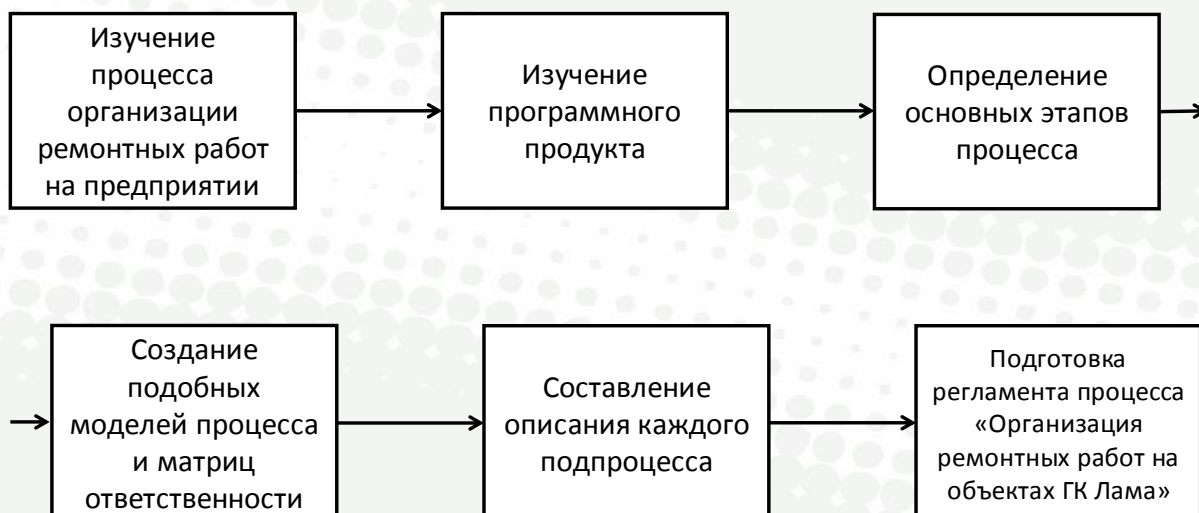 Изучение
процесса
организации
ремонтных работ
на предприятии
Изучение
программного
продукта
Определение
основных этапов
процесса
Создание
подобных
моделей процесса
и матриц
ответственности
Составление
описания каждого
подпроцесса
Подготовка
регламента процесса
«Организация
ремонтных работ на
объектах ГК Лама»